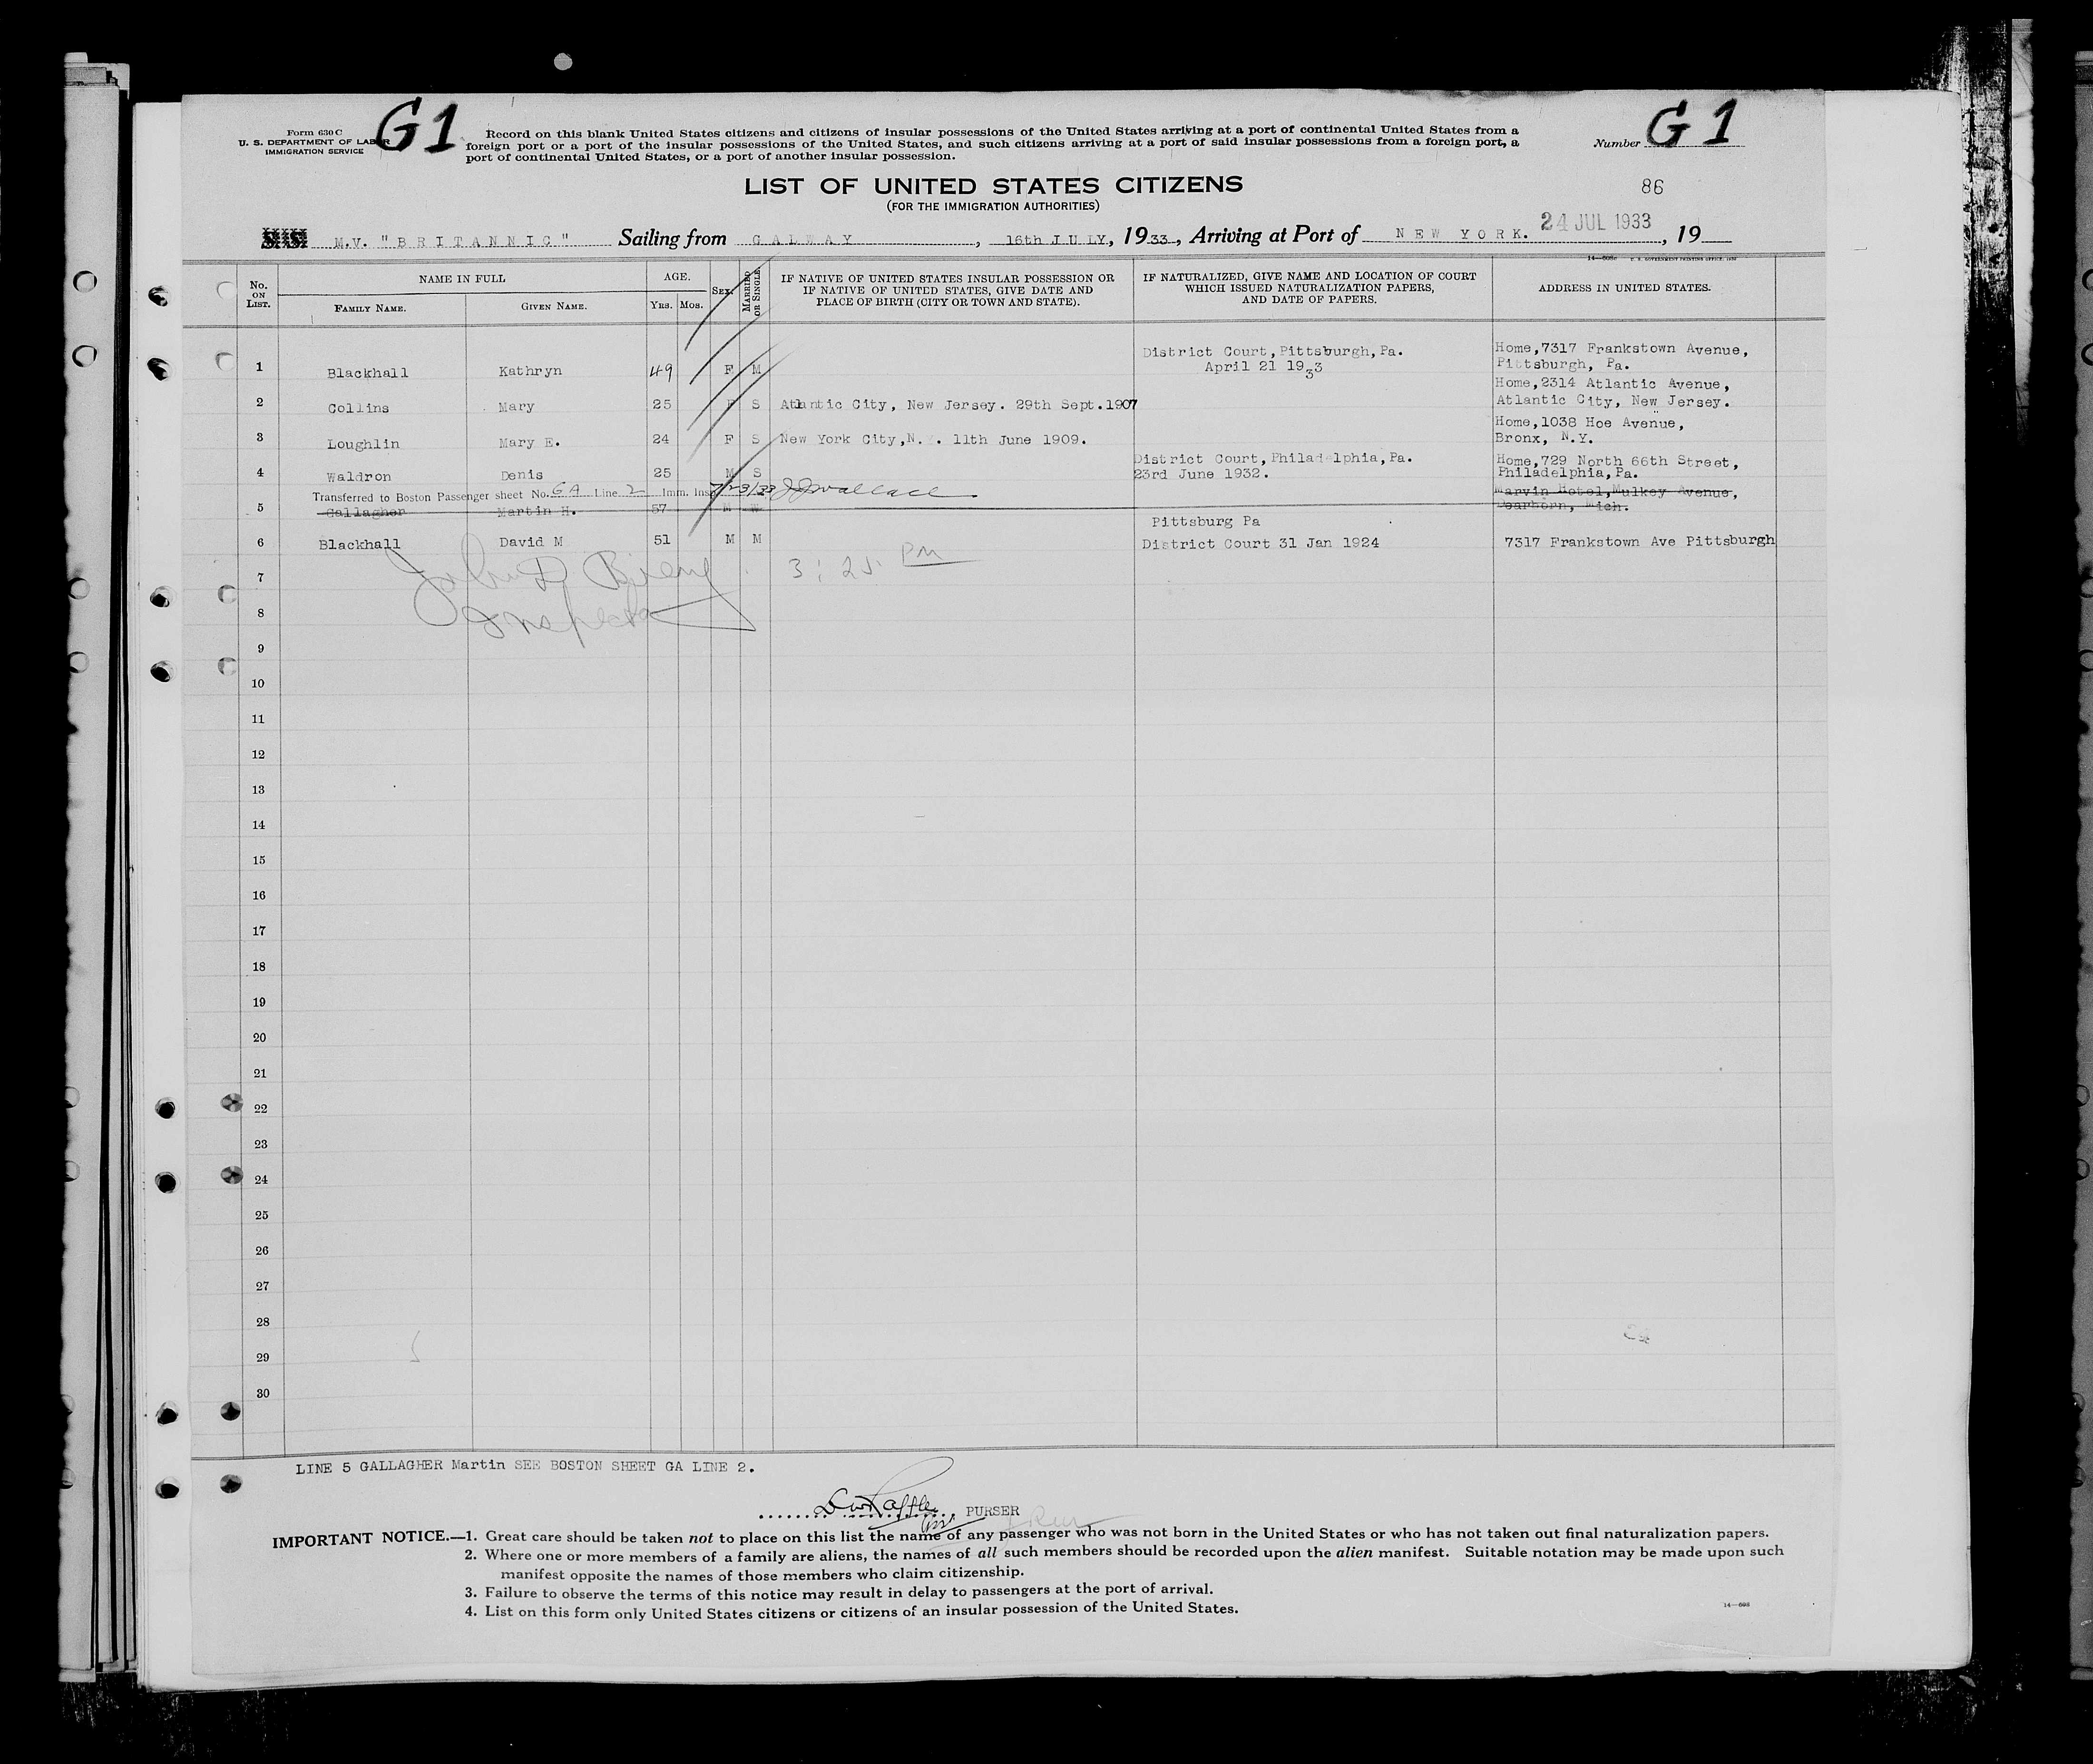 Form 630 C
U. S. DEPARTMENT OF LABOR
IMMIGRATION SERVICE
G1
Record on this blank United States citizens and citizens of insular possessions of the United States arriving at a port of continental United States from a
foreign port or a port of the insular possessions of the United States, and such citizens arriving at a port of said insular possessions from a foreign port, a
port of continental United States, or a port of another insular possession.
Number G1
LIST OF UNITED STATES CITIZENS
86
(FOR THE IMMIGRATION AUTHORITIES)
M.V. "BRITANNIC" Sailing from GALWAY, 16th JULY, 1933, Arriving at Port of NEW YORK. 24 JUL 1933, 19
No. ON LIST.
NAME IN FULL
FAMILY NAME. GIVEN NAME.
AGE.
YRS. MOS.
SEX.
MARRIED OR SINGLE.
IF NATIVE OF UNITED STATES INSULAR POSSESSION OR
IF NATIVE OF UNITED STATES, GIVE DATE AND
PLACE OF BIRTH (CITY OR TOWN AND STATE).
IF NATURALIZED, GIVE NAME AND LOCATION OF COURT
WHICH ISSUED NATURALIZATION PAPERS,
AND DATE OF PAPERS.
ADDRESS IN UNITED STATES.
1 Blackhall Kathryn 49 F M District Court, Pittsburgh, Pa. April 21 1933 Home, 7317 Frankstown Avenue, Pittsburgh, Pa.
2 Collins Mary 25 F S Atlantic City, New Jersey. 29th Sept. 1907 Home, 2314 Atlantic Avenue, Atlantic City, New Jersey.
3 Loughlin Mary E. 24 F S New York City, N.Y. 11th June 1909. Home, 1038 Hoe Avenue, Bronx, N.Y.
4 Waldron Denis 25 M S District Court, Philadelphia, Pa. 23rd June 1932. Home, 729 North 66th Street, Philadelphia, Pa.
Transferred to Boston Passenger sheet No. GA Line 2 Imm. Insp. 7/23/33 JJ Wallace
5 Gallagher Martin H. 57 M W Marvin Hotel, Mulkey Avenue, Dearborn, Mich.
6 Blackhall David M 51 M M Pittsburg Pa District Court 31 Jan 1924 7317 Frankstown Ave Pittsburgh
John D
Inspector
3:25 PM
7
8
9
10
11
12
13
14
15
16
17
18
19
20
21
22
23
24
25
26
27
28
29
30
LINE 5 GALLAGHER Martin SEE BOSTON SHEET GA LINE 2.
PURSER
IMPORTANT NOTICE.—1. Great care should be taken not to place on this list the name of any passenger who was not born in the United States or who has not taken out final naturalization papers.
2. Where one or more members of a family are aliens, the names of all such members should be recorded upon the alien manifest. Suitable notation may be made upon such
manifest opposite the names of those members who claim citizenship.
3. Failure to observe the terms of this notice may result in delay to passengers at the port of arrival.
4. List on this form only United States citizens or citizens of an insular possession of the United States.
14—608